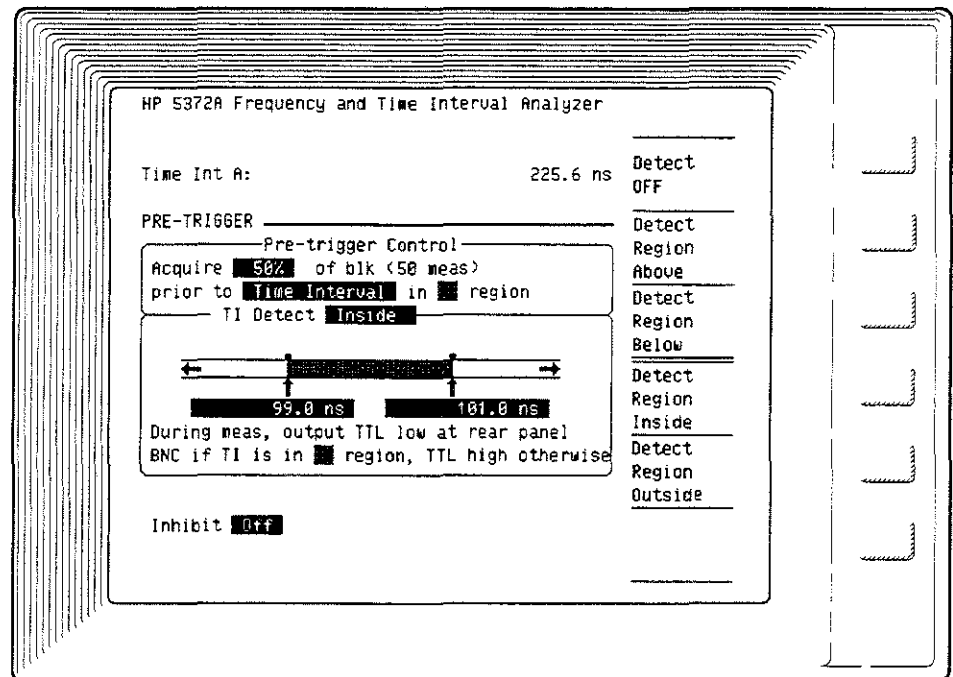 HP 5372A Frequency and Time Interval Analyzer
Time Int A: 225.6 ns
PRE-TRIGGER
Pre-trigger Control
Acquire 50% of blk (50 meas)
prior to Time Interval in region
TI Detect Inside
99.0 ns 101.0 ns
During meas, output TTL low at rear panel
BNC if TI is in region, TTL high otherwise
Inhibit Off
Detect
OFF
Detect
Region
Above
Detect
Region
Below
Detect
Region
Inside
Detect
Region
Outside